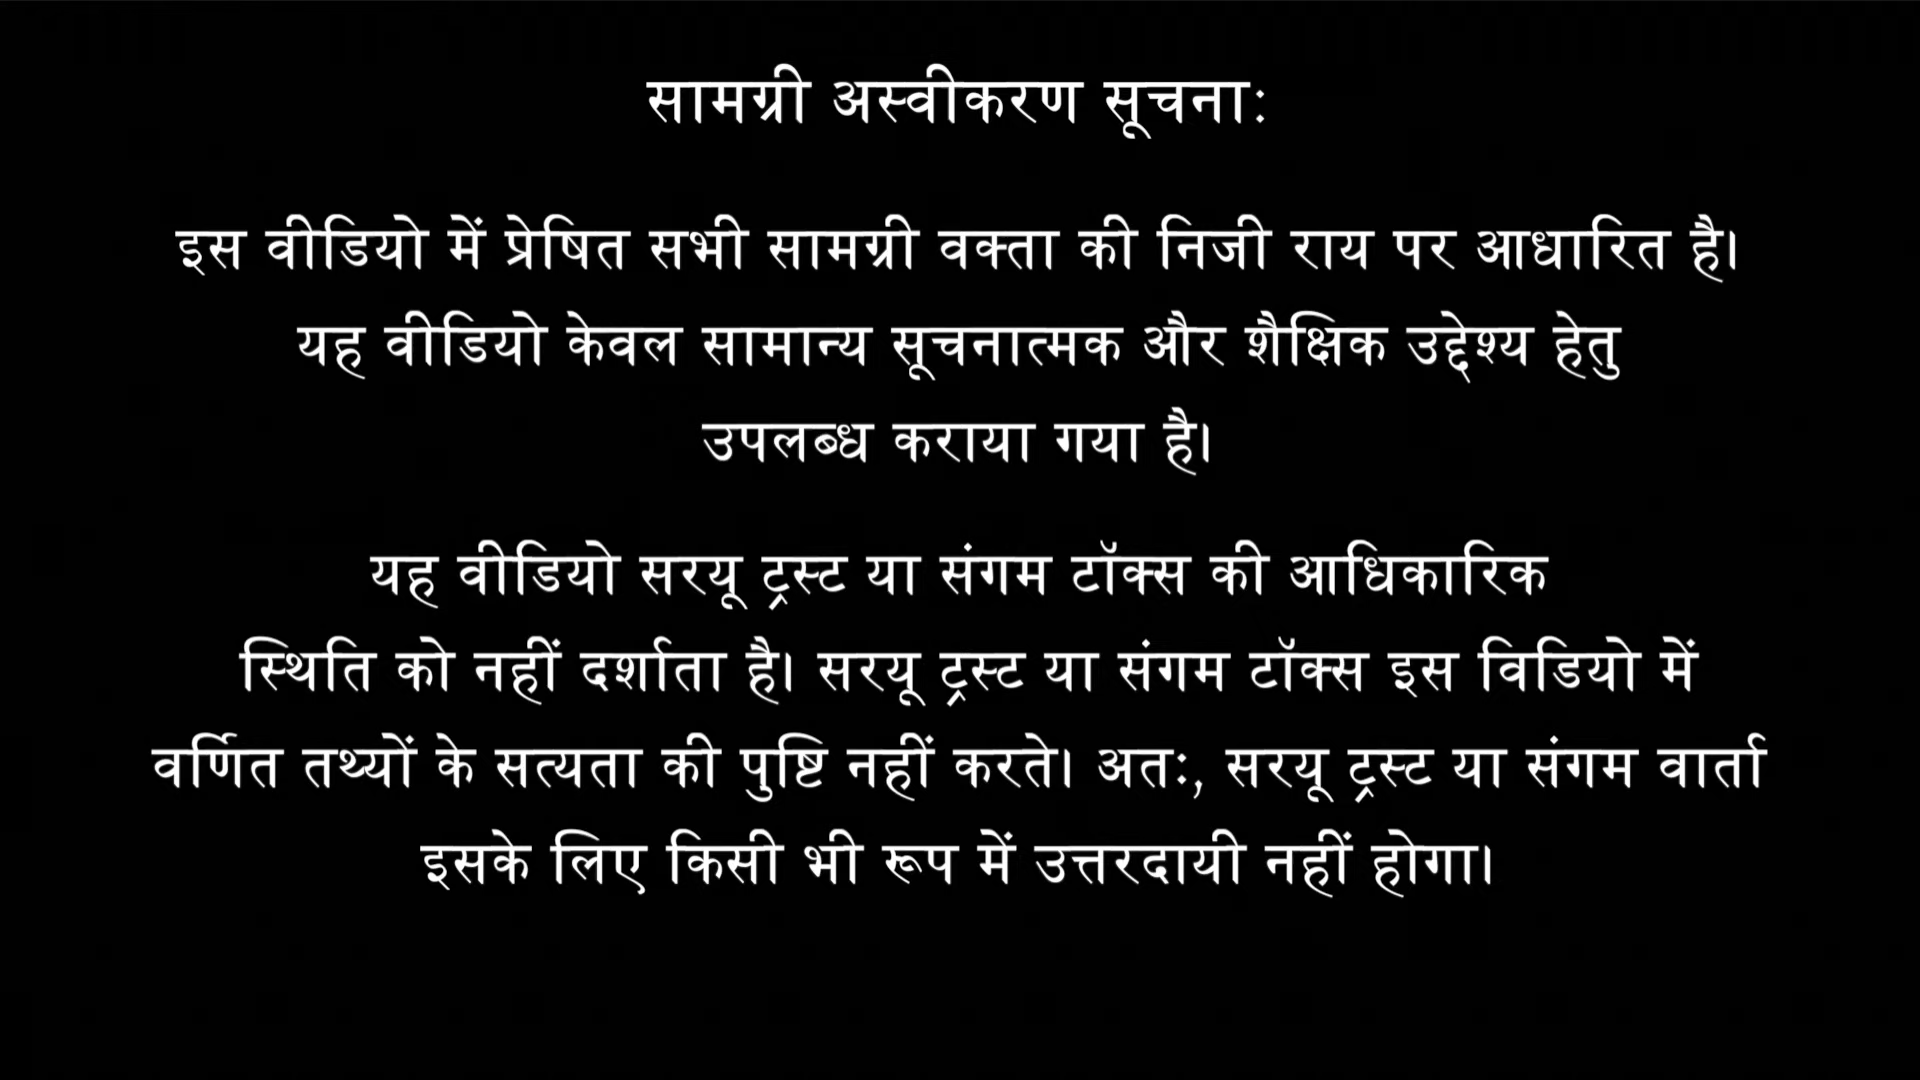 सामग्री अस्वीकरण सूचनाः
इस वीडियो में प्रेषित सभी सामग्री वक्ता की निजी राय पर आधारित है।
यह वीडियो केवल सामान्य सूचनात्मक और शैक्षिक उद्देश्य हेतु
उपलब्ध कराया गया है।
यह वीडियो सरयू ट्रस्ट या संगम टॉक्स की आधिकारिक
स्थिति को नहीं दर्शाता है। सरयू ट्रस्ट या संगम टॉक्स इस विडियो में
वर्णित तथ्यों के सत्यता की पुष्टि नहीं करते। अतः, सरयू ट्रस्ट या संगम वार्ता
इसके लिए किसी भी रूप में उत्तरदायी नहीं होगा।